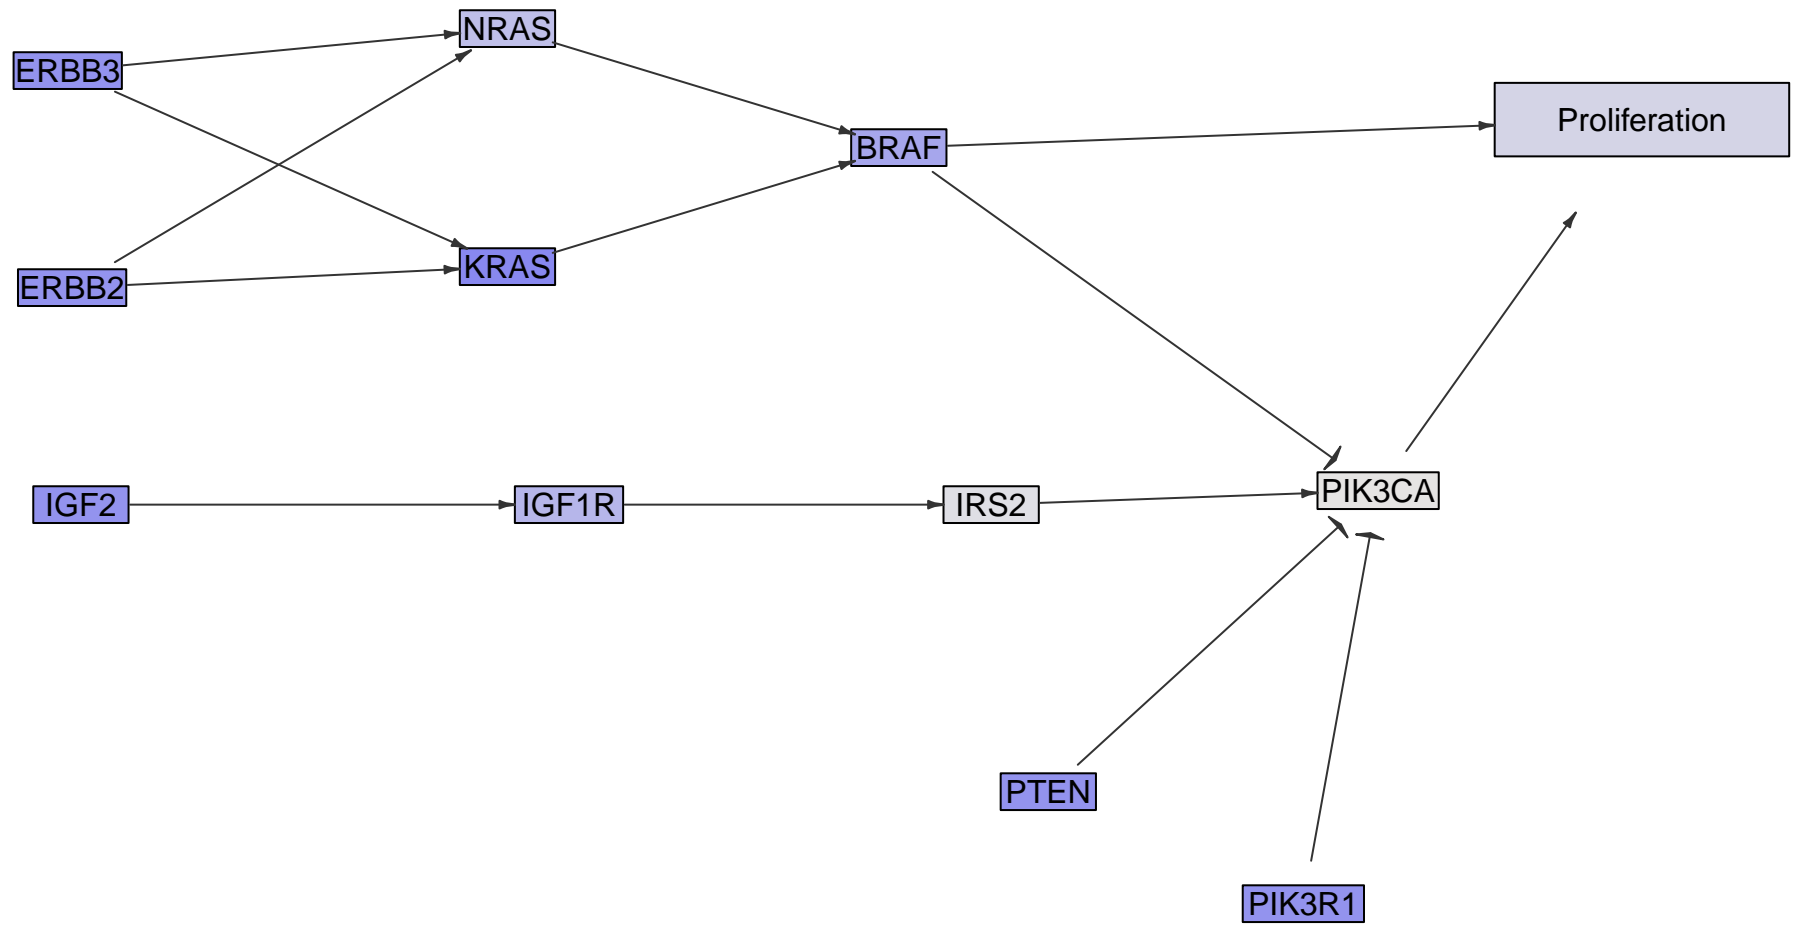 NRAS
ERBB3
Proliferation
BRAF
KRAS
ERBB2
PIK3CA
IGF2
IGF1R
IRS2
PTEN
PIK3R1